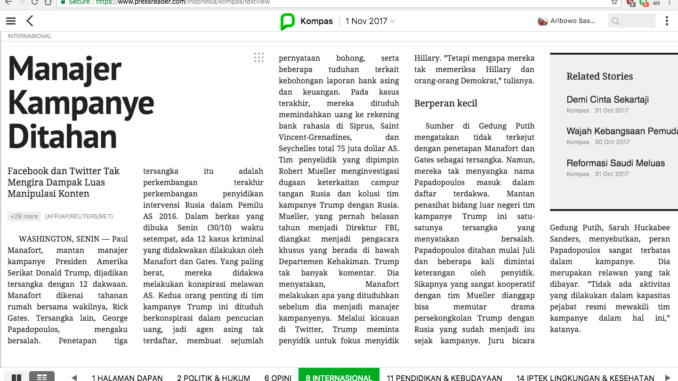 Secure https://www.pressreader.com/indonesia/kompas/textview
Kompas 1 Nov 2017
Aribowo Sas...
INTERNASIONAL
Manajer
Kampanye
Ditahan
Facebook dan Twitter Tak
Mengira Dampak Luas
Manipulasi Konten
+29 more (AFP/AP/REUTERS/RET)
WASHINGTON, SENIN — Paul
Manafort, mantan manajer
kampanye Presiden Amerika
Serikat Donald Trump, dijadikan
tersangka dengan 12 dakwaan.
Manafort dikenai tahanan
rumah bersama wakilnya, Rick
Gates. Tersangka lain, George
Papadopoulos, mengaku
bersalah. Penetapan tiga
tersangka itu adalah
perkembangan terakhir
perkembangan penyidikan
intervensi Rusia dalam Pemilu
AS 2016. Dalam berkas yang
dibuka Senin (30/10) waktu
setempat, ada 12 kasus kriminal
yang didakwakan dilakukan oleh
Manafort dan Gates. Yang paling
berat, mereka didakwa
melakukan konspirasi melawan
AS. Kedua orang penting di tim
kampanye Trump ini dituduh
berkonspirasi dalam pencucian
uang, jadi agen asing tak
terdaftar, membuat sejumlah
pernyataan bohong, serta
beberapa tuduhan terkait
kebohongan laporan bank asing
dan keuangan. Pada kasus
terakhir, mereka dituduh
memindahkan uang ke rekening
bank rahasia di Siprus, Saint
Vincent-Grenadines, dan
Seychelles total 75 juta dollar AS.
Tim penyelidik yang dipimpin
Robert Mueller menginvestigasi
dugaan keterkaitan campur
tangan Rusia dan kolusi tim
kampanye Trump dengan Rusia.
Mueller, yang pernah belasan
tahun menjadi Direktur FBI,
diangkat menjadi pengacara
khusus yang berada di bawah
Departemen Kehakiman. Trump
tak banyak komentar. Dia
menyatakan, Manafort
melakukan apa yang dituduhkan
sebelum dia menjadi manajer
kampanyenya. Melalui kicauan
di Twitter, Trump meminta
penyidik untuk fokus menyidik
Hillary. "Tetapi mengapa mereka
tak memeriksa Hillary dan
orang-orang Demokrat," tulisnya.
Berperan kecil
Sumber di Gedung Putih
mengatakan tidak terkejut
dengan penetapan Manafort dan
Gates sebagai tersangka. Namun,
mereka tak menyangka nama
Papadopoulos masuk dalam
daftar terdakwa. Mantan
penasihat bidang luar negeri tim
kampanye Trump ini satu-
satunya tersangka yang
menyatakan bersalah.
Papadopoulos ditahan mulai Juli
dan beberapa kali dimintai
keterangan oleh penyidik.
Sikapnya yang sangat kooperatif
dengan tim Mueller dianggap
bisa memutar drama
persekongkolan Trump dengan
Rusia yang sudah menjadi isu
sejak kampanye. Juru bicara
Related Stories
Demi Cinta Sekartaji
Kompas 31 Oct 2017
Wajah Kebangsaan Pemuda
Kompas 30 Oct 2017
Reformasi Saudi Meluas
Kompas 31 Oct 2017
Gedung Putih, Sarah Huckabee
Sanders, menyebutkan, peran
Papadopoulos sangat terbatas
dalam kampanye. Dia
merupakan relawan yang tak
dibayar. "Tidak ada aktivitas
yang dilakukan dalam kapasitas
pejabat resmi mewakili tim
kampanye dalam hal ini,"
katanya.
1 HALAMAN DEPAN 2 POLITIK & HUKUM 6 OPINI 8 INTERNASIONAL 11 PENDIDIKAN & KEBUDAYAAN 14 IPTEK LINGKUNGAN & KESEHATAN